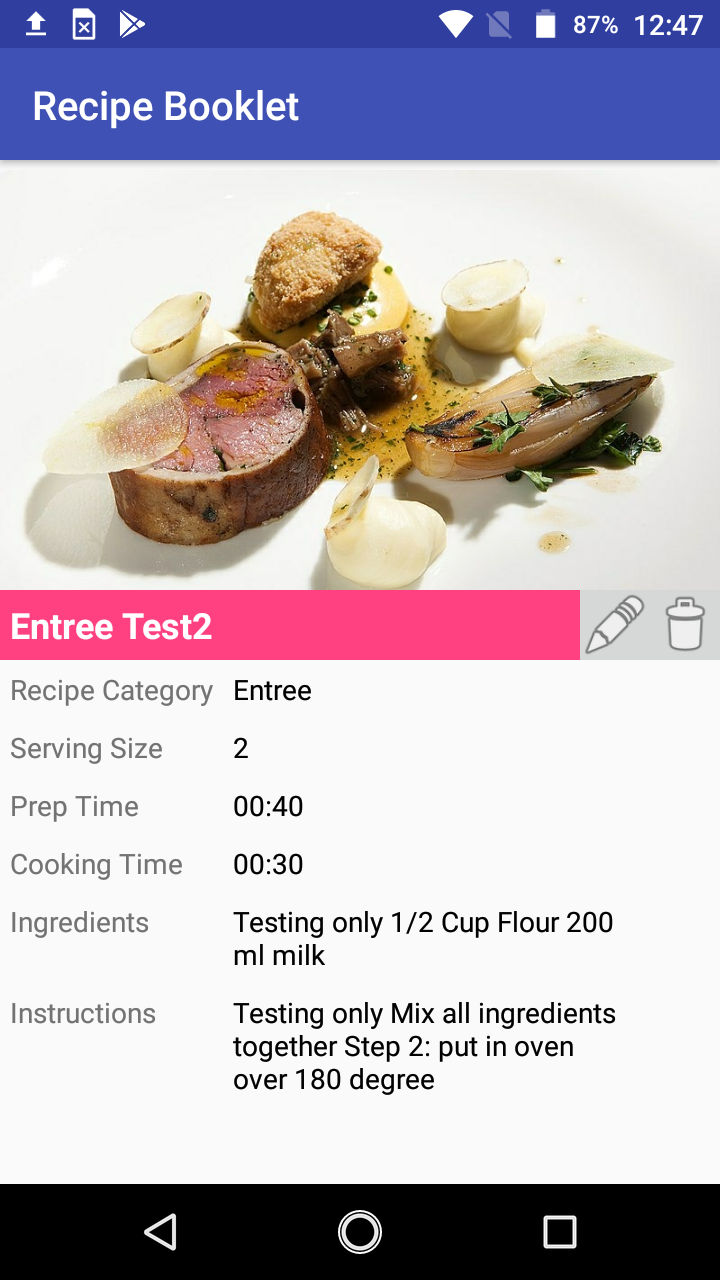 87% 12:47
Recipe Booklet
Entree Test2
Recipe Category Entree
Serving Size 2
Prep Time 00:40
Cooking Time 00:30
Ingredients Testing only 1/2 Cup Flour 200
ml milk
Instructions Testing only Mix all ingredients
together Step 2: put in oven
over 180 degree